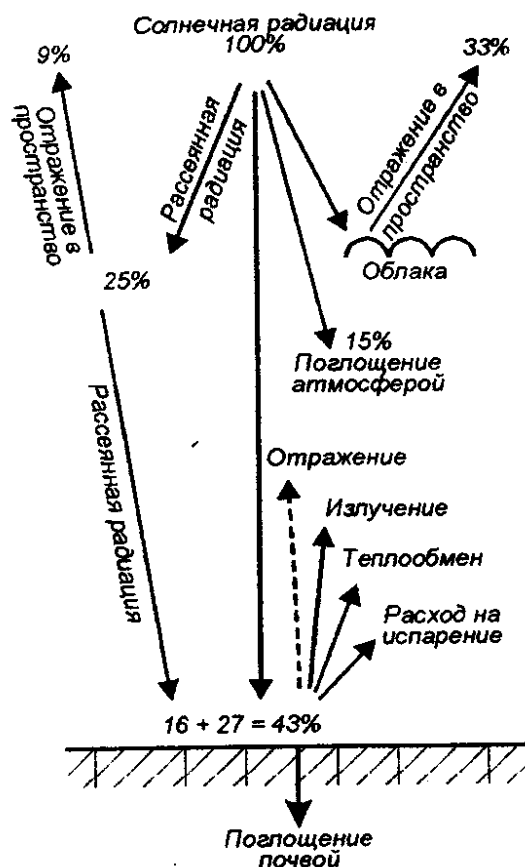 Солнечная радиация
100%
9%
33%
Отражение в
пространство
Рассеянная
радиация
Отражение в
пространство
Облака
25%
15%
Поглощение
атмосферой
Рассеянная радиация
Отражение
Излучение
Теплообмен
Расход на
испарение
16 + 27 = 43%
Поглощение
почвой